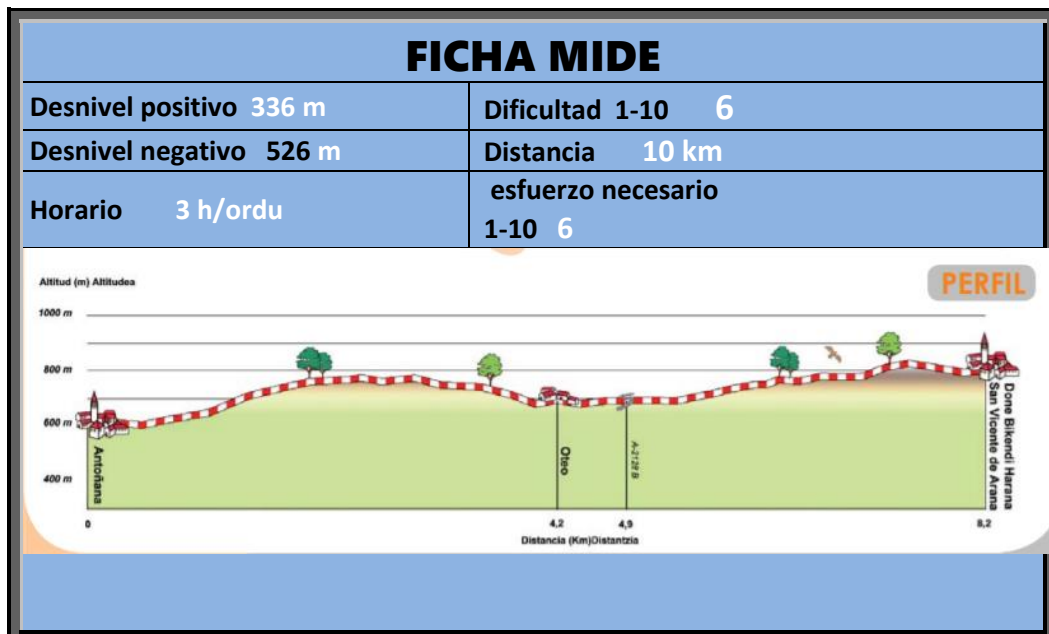 FICHA MIDE
Desnivel positivo 336 m
Dificultad 1-10 6
Desnivel negativo 526 m
Distancia 10 km
Horario 3 h/ordu
esfuerzo necesario
1-10 6
Altitud (m) Altitudea
PERFIL
1000 m
800 m
600 m
400 m
Antoñana
Oteo
A-2128 B
Done Bikendi Harana
San Vicente de Arana
0
4,2
4,9
8,2
Distancia (Km)Distantzia